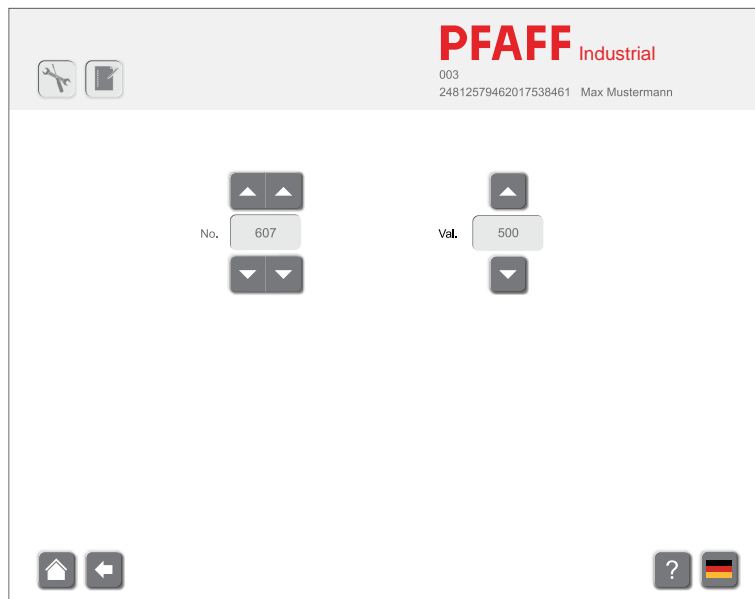 PFAFF Industrial
003
24812579462017538461 Max Mustermann
No. 607
Val. 500
?